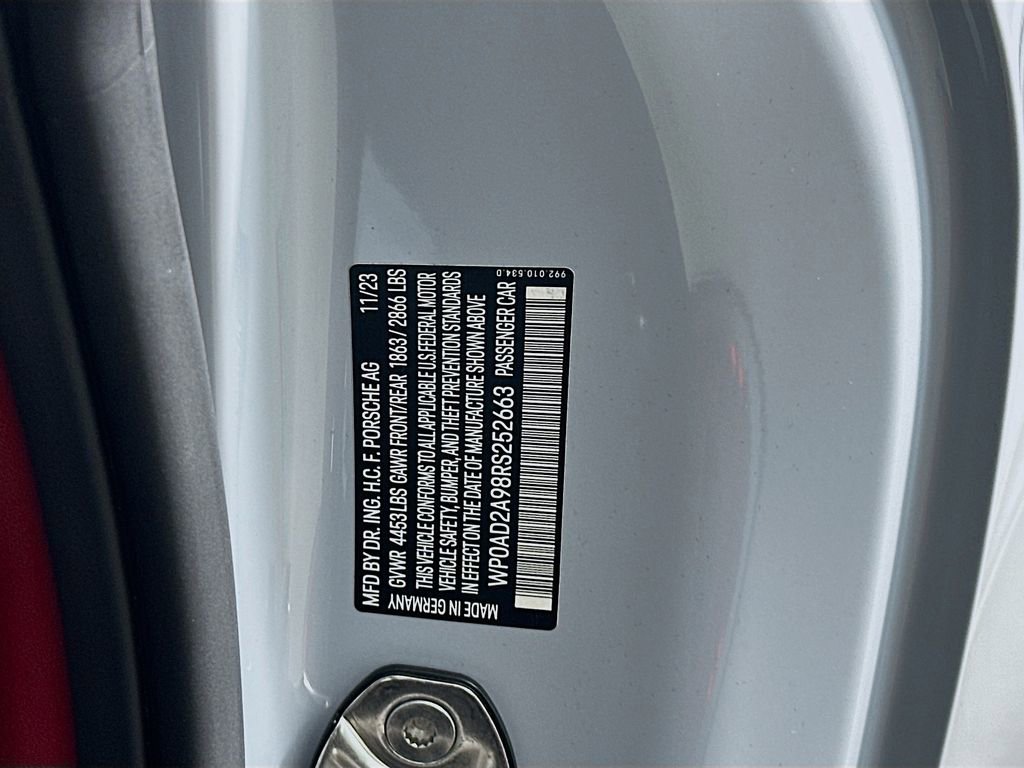 MFD BY DR. ING. H.C. F. PORSCHE AG 11/23
GVWR 4453 LBS GAWR FRONT/REAR 1863 / 2866 LBS
THIS VEHICLE CONFORMS TO ALL APPLICABLE U.S. FEDERAL MOTOR
VEHICLE SAFETY, BUMPER, AND THEFT PREVENTION STANDARDS
IN EFFECT ON THE DATE OF MANUFACTURE SHOWN ABOVE
WP0AD2A98RS252663 PASSENGER CAR
MADE IN GERMANY
992.010.534.D